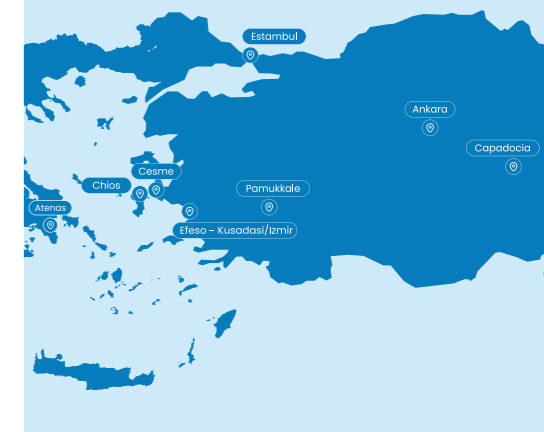 Estambul
Ankara
Capadocia
Cesme
Chios
Pamukkale
Atenas
Efeso – Kusadasi/Izmir